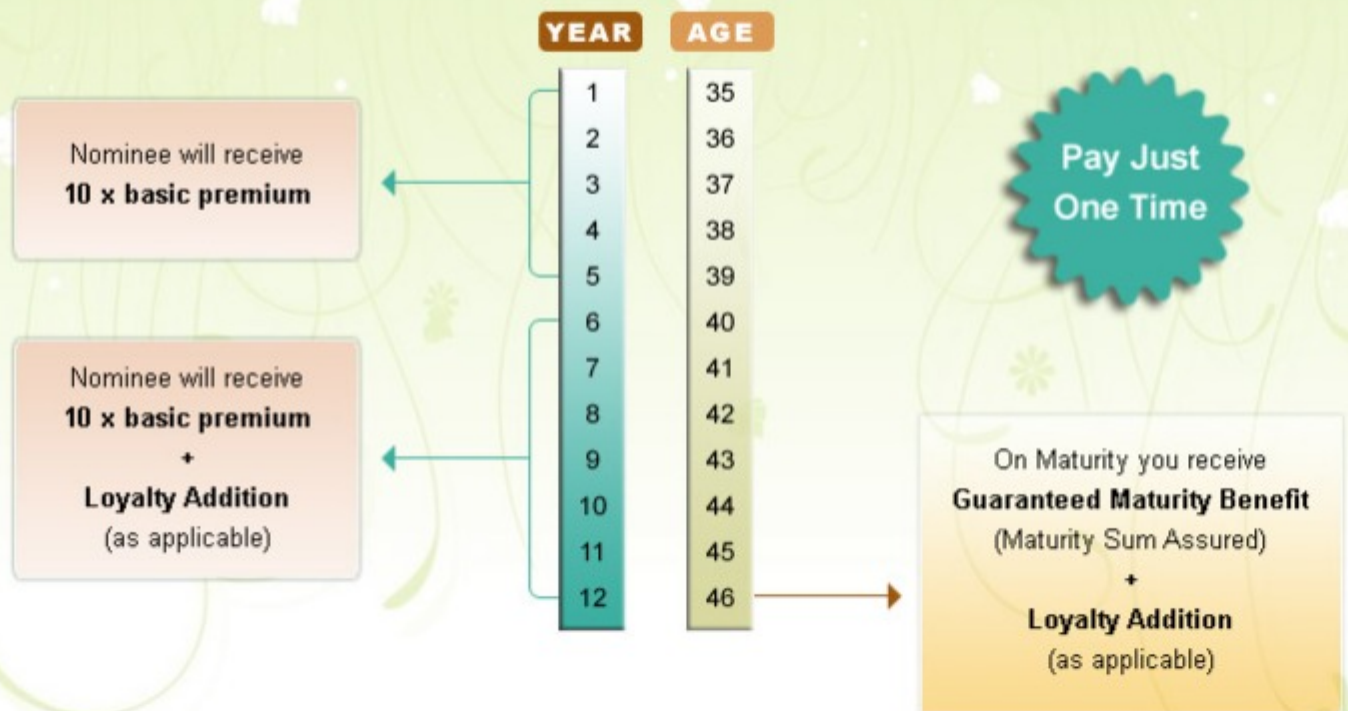 YEAR AGE
1 35
2 36
3 37
4 38
5 39
6 40
7 41
8 42
9 43
10 44
11 45
12 46
Nominee will receive
10 x basic premium
Nominee will receive
10 x basic premium
+
Loyalty Addition
(as applicable)
Pay Just
One Time
On Maturity you receive
Guaranteed Maturity Benefit
(Maturity Sum Assured)
+
Loyalty Addition
(as applicable)